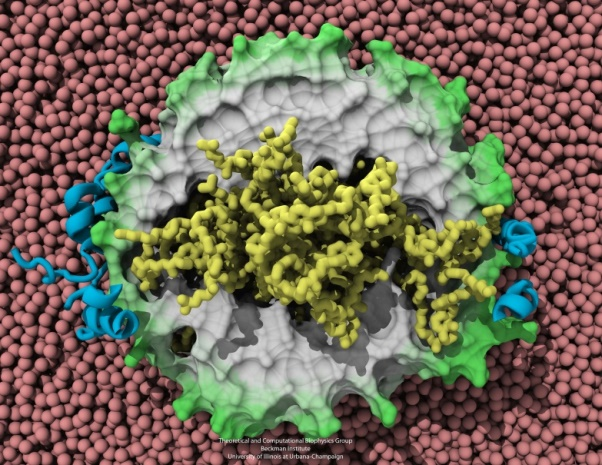 Theoretical and Computational Biophysics Group
Beckman Institute
University of Illinois at Urbana-Champaign